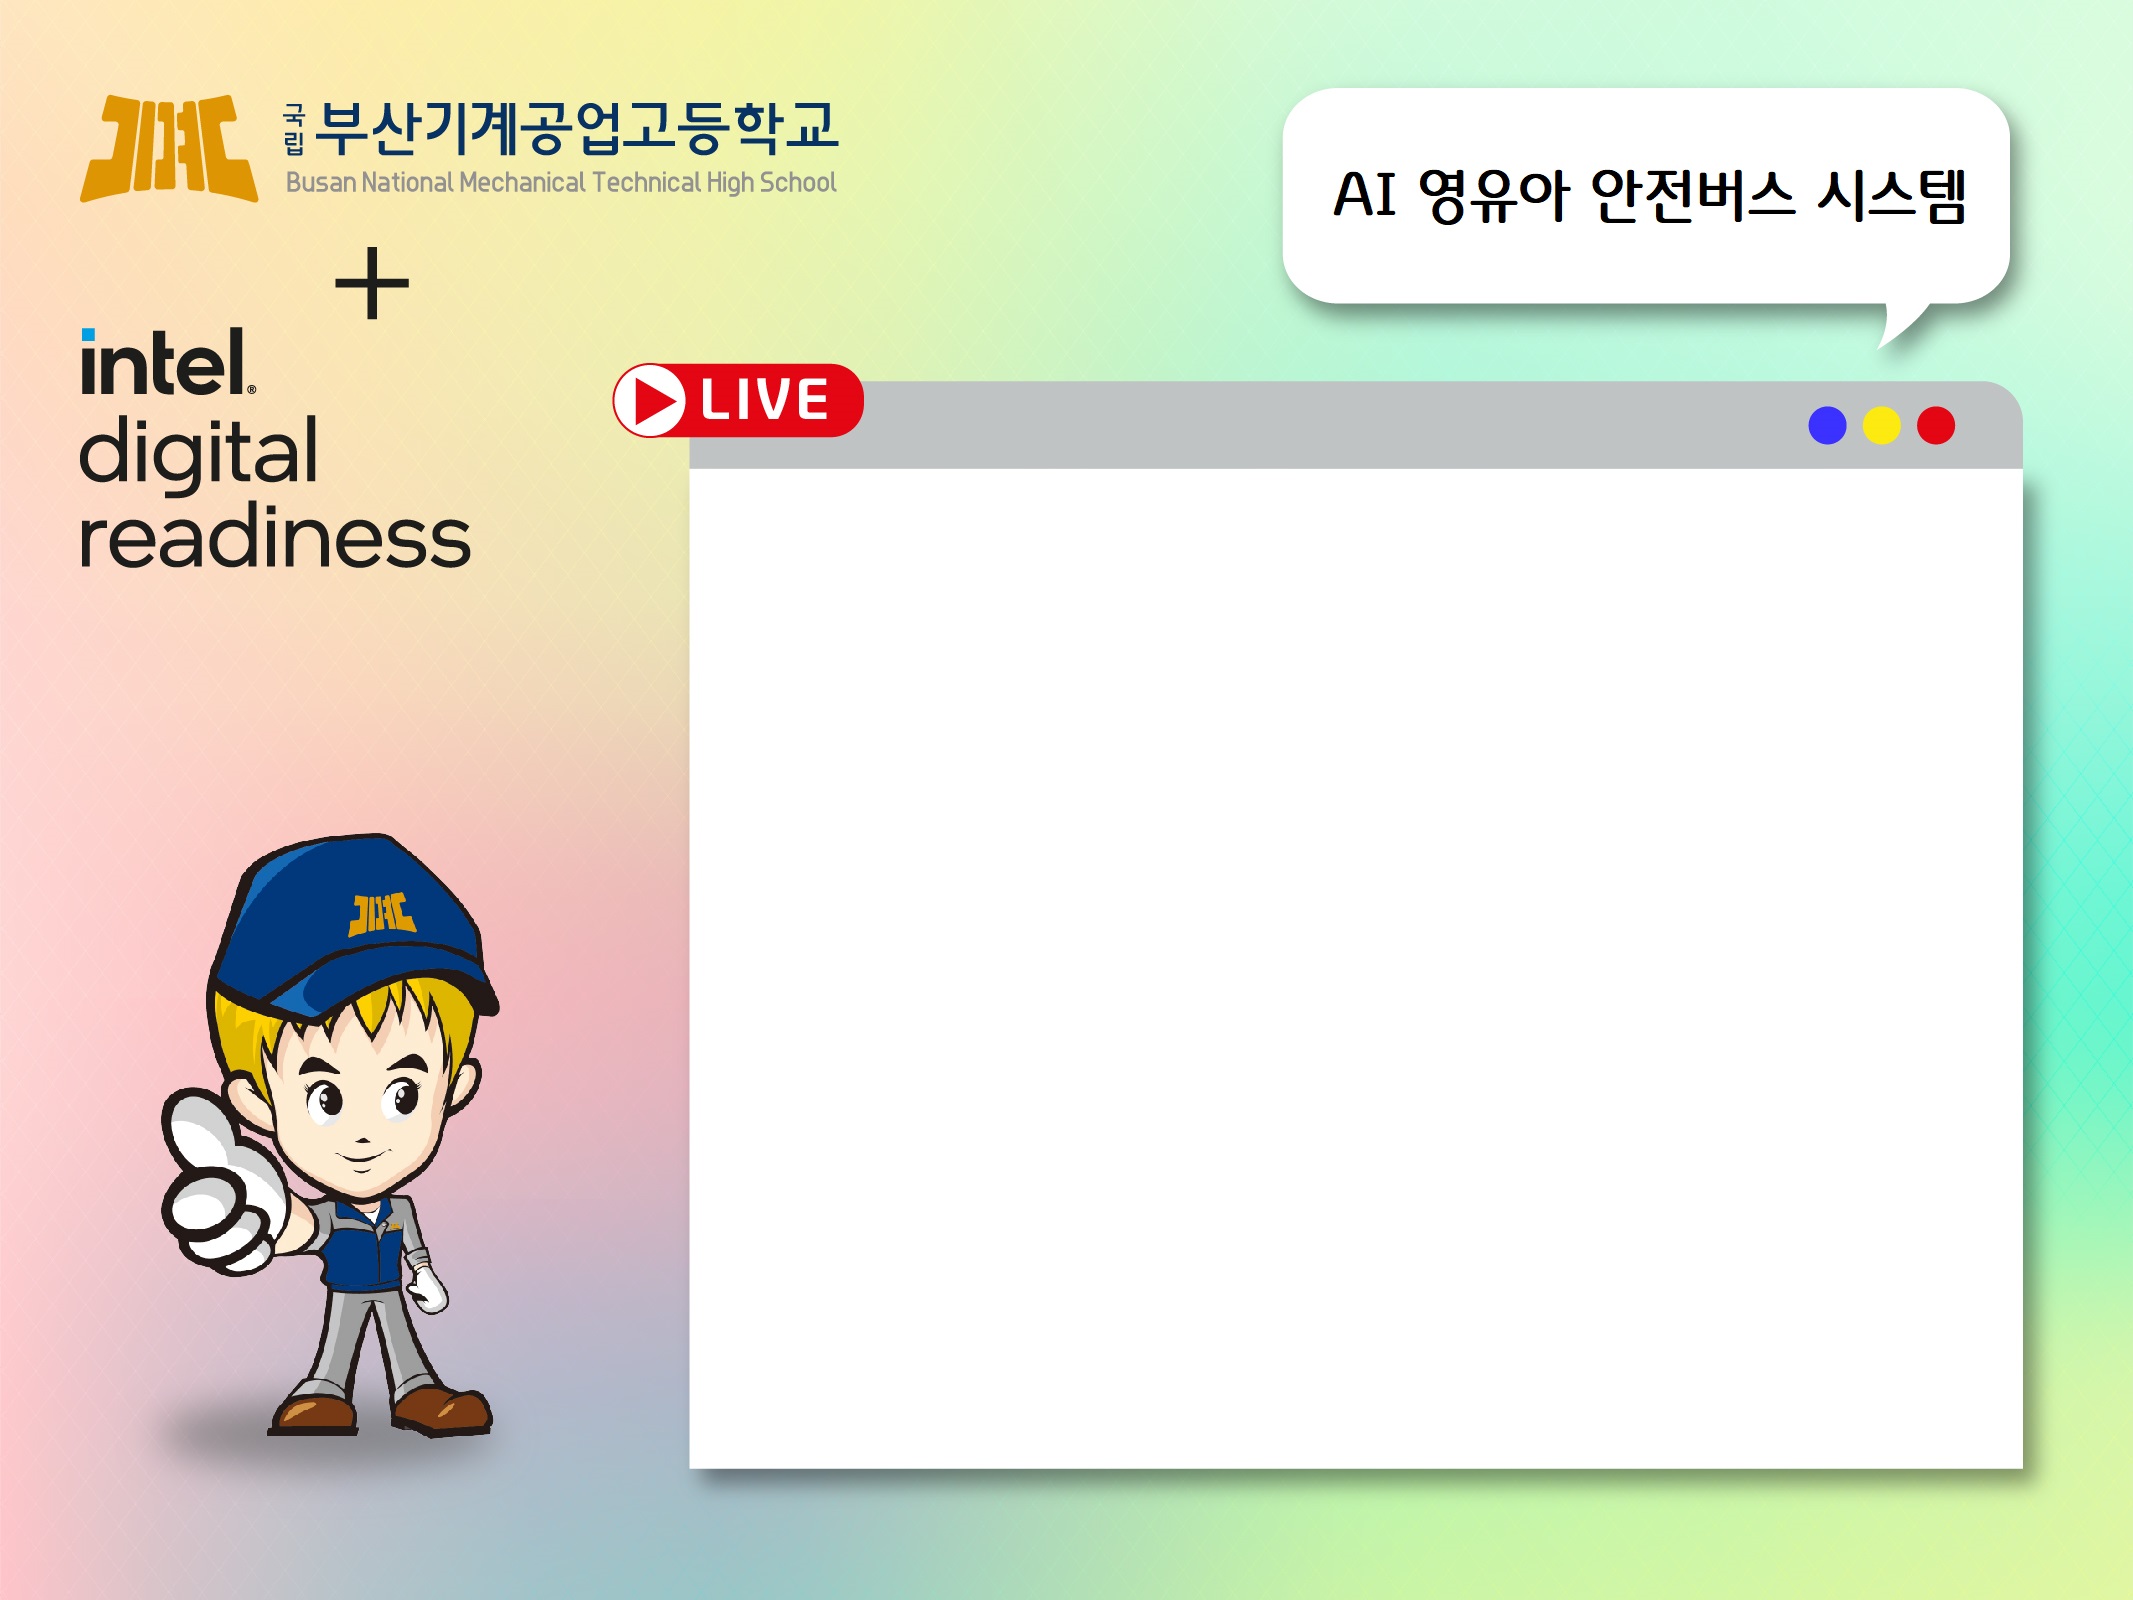 국립 부산기계공업고등학교
Busan National Mechanical Technical High School
+
intel®
digital
readiness
AI 영유아 안전버스 시스템
LIVE